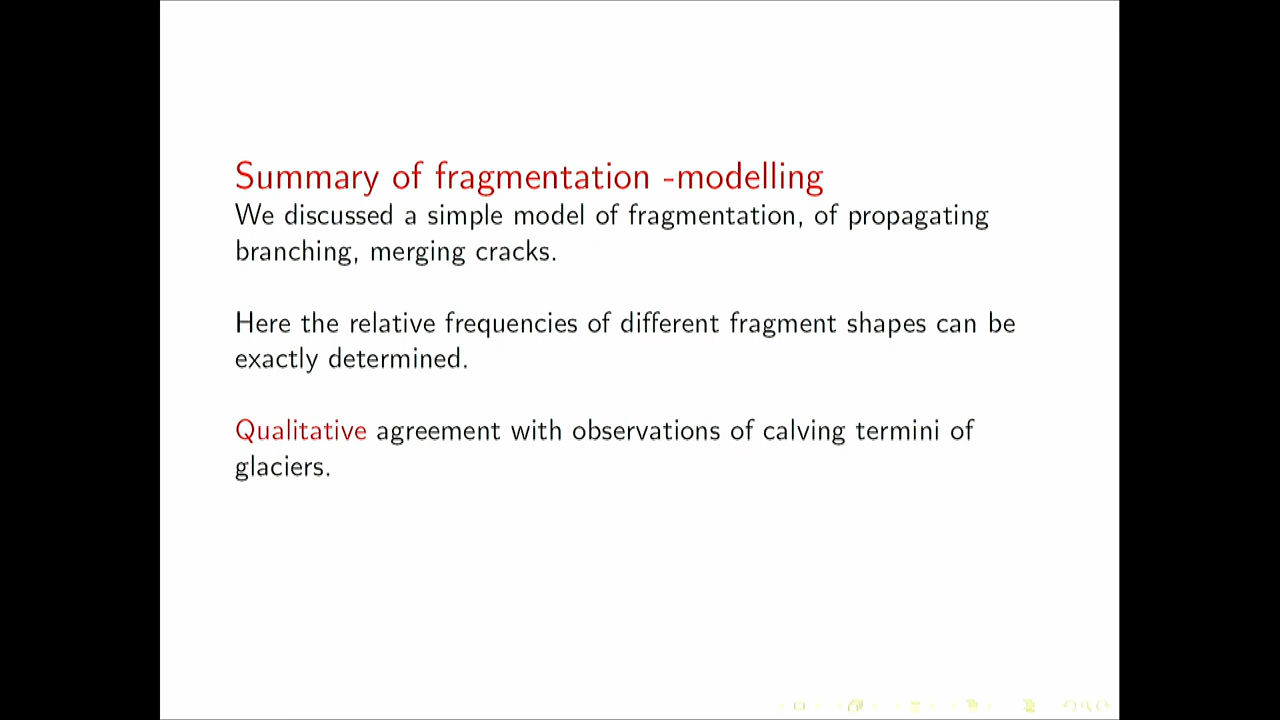 Summary of fragmentation -modelling
We discussed a simple model of fragmentation, of propagating
branching, merging cracks.
Here the relative frequencies of different fragment shapes can be
exactly determined.
Qualitative agreement with observations of calving termini of
glaciers.